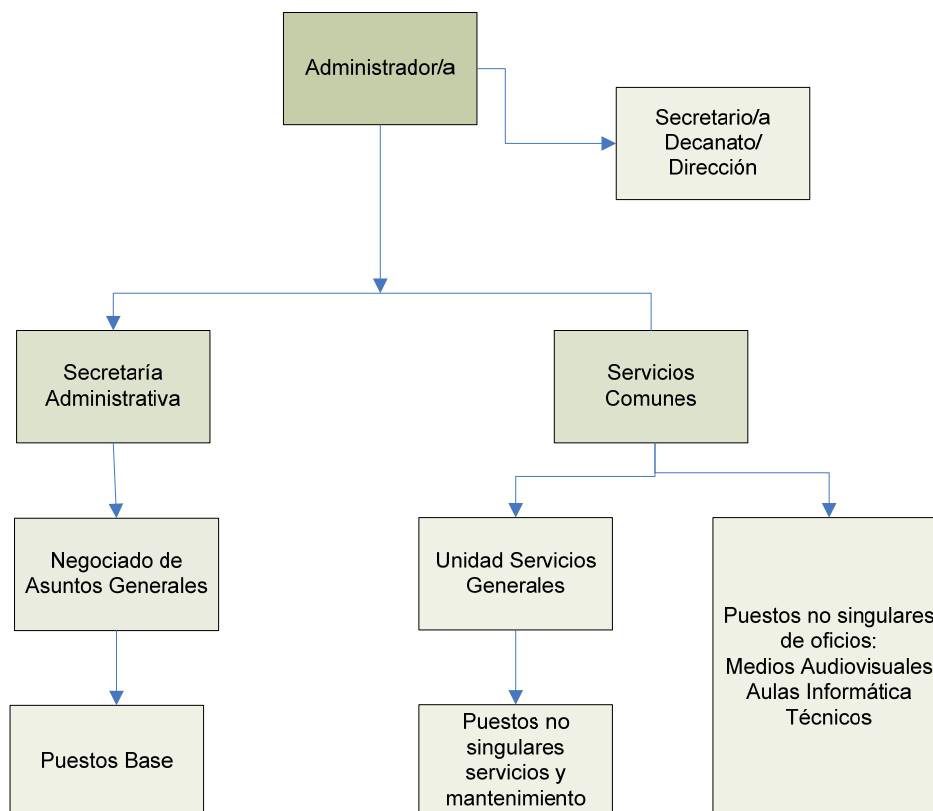 Administrador/a
Secretario/a
Decanato/
Dirección
Secretaría
Administrativa
Servicios
Comunes
Negociado de
Asuntos Generales
Unidad Servicios
Generales
Puestos no singulares
de oficios:
Medios Audiovisuales
Aulas Informática
Técnicos
Puestos Base
Puestos no
singulares
servicios y
mantenimiento